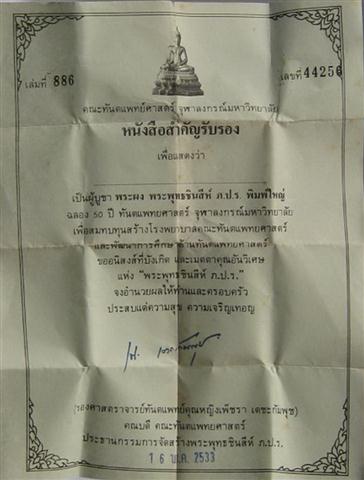 เล่มที่ 886
เลขที่ 44256
คณะทันตแพทย์ศาสตร์ จุฬาลงกรณ์มหาวิทยาลัย
หนังสือสำคัญรับรอง
เพื่อแสดงว่า
เป็นผู้บูชา พระผง พระพุทธชินสีห์ ภ.ป.ร. พิมพ์ใหญ่
ฉลอง 50 ปี ทันตแพทยศาสตร์ จุฬาลงกรณ์มหาวิทยาลัย
เพื่อสมทบทุนสร้างโรงพยาบาลคณะทันตแพทยศาสตร์
และพัฒนาการศึกษาด้านทันตแพทยศาสตร์
ขออนิสงส์ที่บังเกิด และเมตตาคุณอันวิเศษ
แห่ง "พระพุทธชินสีห์ ภ.ป.ร."
จงอำนวยผลให้ท่านและครอบครัว
ประสบแต่ความสุข ความเจริญเทอญ
(รองศาสตราจารย์ทันตแพทย์คุณหญิงเพ็ชรา เตชะกัมพุช)
คณบดี คณะทันตแพทยศาสตร์
ประธานกรรมการจัดสร้างพระพุทธชินสีห์ ภ.ป.ร.
16 พ.ค. 2533